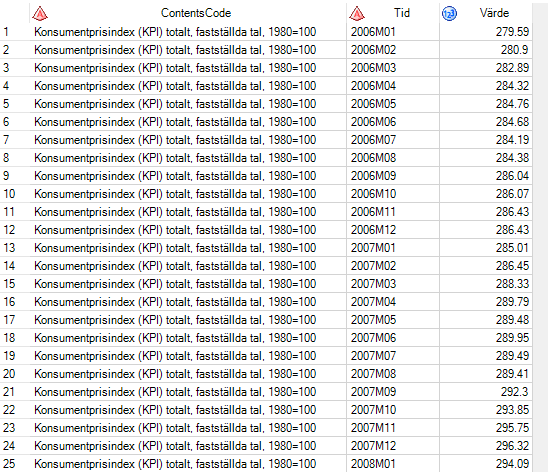 ContentsCode Tid 123 Värde
1 Konsumentprisindex (KPI) totalt, fastställda tal, 1980=100 2006M01 279.59
2 Konsumentprisindex (KPI) totalt, fastställda tal, 1980=100 2006M02 280.9
3 Konsumentprisindex (KPI) totalt, fastställda tal, 1980=100 2006M03 282.89
4 Konsumentprisindex (KPI) totalt, fastställda tal, 1980=100 2006M04 284.32
5 Konsumentprisindex (KPI) totalt, fastställda tal, 1980=100 2006M05 284.76
6 Konsumentprisindex (KPI) totalt, fastställda tal, 1980=100 2006M06 284.68
7 Konsumentprisindex (KPI) totalt, fastställda tal, 1980=100 2006M07 284.19
8 Konsumentprisindex (KPI) totalt, fastställda tal, 1980=100 2006M08 284.38
9 Konsumentprisindex (KPI) totalt, fastställda tal, 1980=100 2006M09 286.04
10 Konsumentprisindex (KPI) totalt, fastställda tal, 1980=100 2006M10 286.07
11 Konsumentprisindex (KPI) totalt, fastställda tal, 1980=100 2006M11 286.43
12 Konsumentprisindex (KPI) totalt, fastställda tal, 1980=100 2006M12 286.43
13 Konsumentprisindex (KPI) totalt, fastställda tal, 1980=100 2007M01 285.01
14 Konsumentprisindex (KPI) totalt, fastställda tal, 1980=100 2007M02 286.45
15 Konsumentprisindex (KPI) totalt, fastställda tal, 1980=100 2007M03 288.33
16 Konsumentprisindex (KPI) totalt, fastställda tal, 1980=100 2007M04 289.79
17 Konsumentprisindex (KPI) totalt, fastställda tal, 1980=100 2007M05 289.48
18 Konsumentprisindex (KPI) totalt, fastställda tal, 1980=100 2007M06 289.95
19 Konsumentprisindex (KPI) totalt, fastställda tal, 1980=100 2007M07 289.49
20 Konsumentprisindex (KPI) totalt, fastställda tal, 1980=100 2007M08 289.41
21 Konsumentprisindex (KPI) totalt, fastställda tal, 1980=100 2007M09 292.3
22 Konsumentprisindex (KPI) totalt, fastställda tal, 1980=100 2007M10 293.85
23 Konsumentprisindex (KPI) totalt, fastställda tal, 1980=100 2007M11 295.75
24 Konsumentprisindex (KPI) totalt, fastställda tal, 1980=100 2007M12 296.32
25 Konsumentprisindex (KPI) totalt, fastställda tal, 1980=100 2008M01 294.09